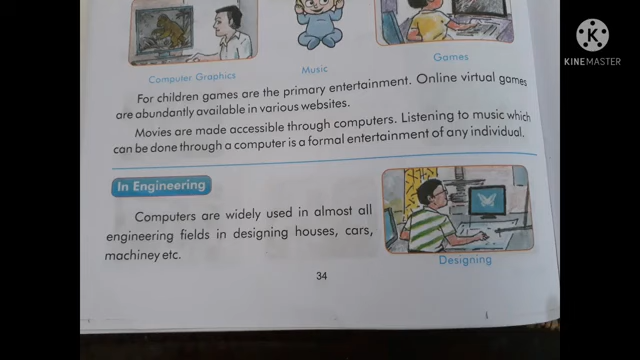 K
KINEMASTER
Computer Graphics
Music
Games
For children games are the primary entertainment. Online virtual games
are abundantly available in various websites.
Movies are made accessible through computers. Listening to music which
can be done through a computer is a formal entertainment of any individual.
In Engineering
Computers are widely used in almost all
engineering fields in designing houses, cars,
machiney etc.
Designing
34